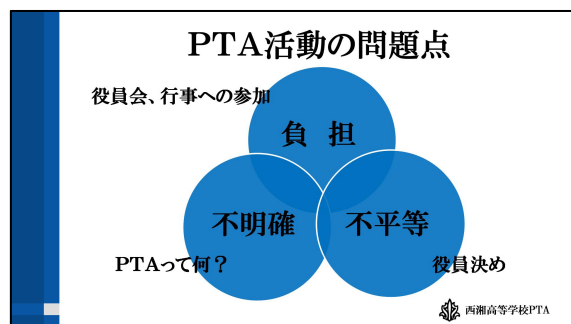 PTA活動の問題点
役員会、行事への参加
負 担
不明確
不平等
PTAって何？
役員決め
西湘高等学校PTA